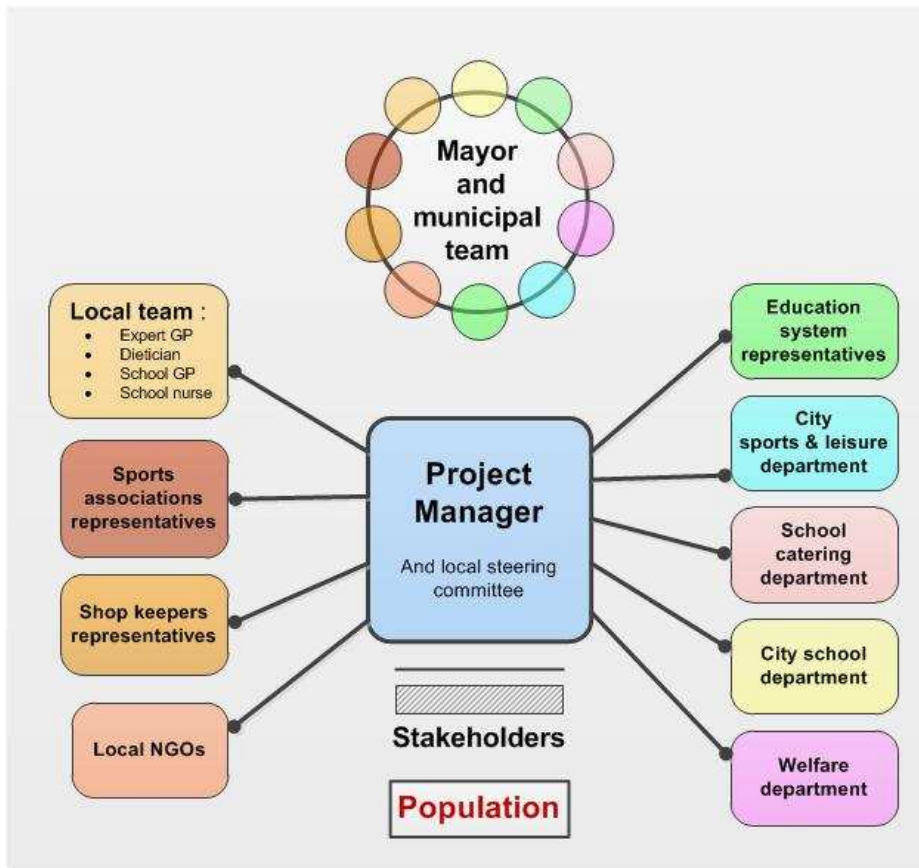 Mayor
and
municipal
team
Local team :
• Expert GP
• Dietician
• School GP
• School nurse
Sports
associations
representatives
Shop keepers
representatives
Local NGOs
Project
Manager
And local steering
committee
Stakeholders
Population
Education
system
representatives
City
sports & leisure
department
School
catering
department
City school
department
Welfare
department